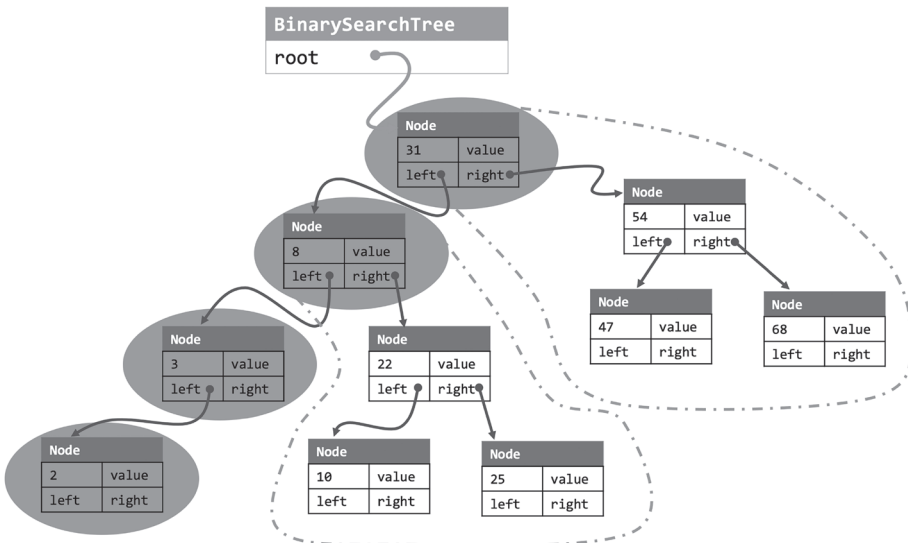 BinarySearchTree
root
Node
31 value
left right
Node
54 value
left right
Node
8 value
left right
Node
47 value
left right
Node
68 value
left right
Node
3 value
left right
Node
22 value
left right
Node
2 value
left right
Node
10 value
left right
Node
25 value
left right